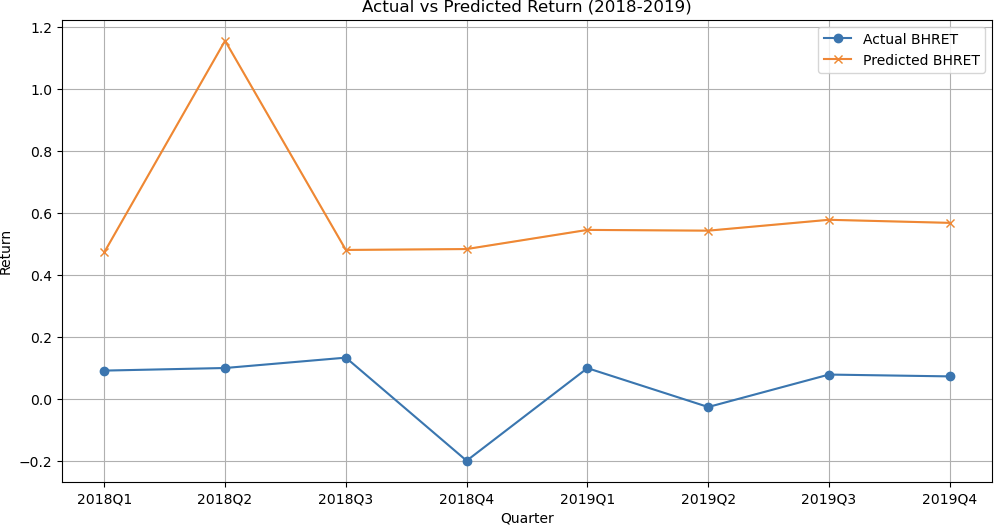 Actual vs Predicted Return (2018-2019)
Actual BHRET
Predicted BHRET
Return
1.2
1.0
0.8
0.6
0.4
0.2
0.0
−0.2
2018Q1 2018Q2 2018Q3 2018Q4 2019Q1 2019Q2 2019Q3 2019Q4
Quarter